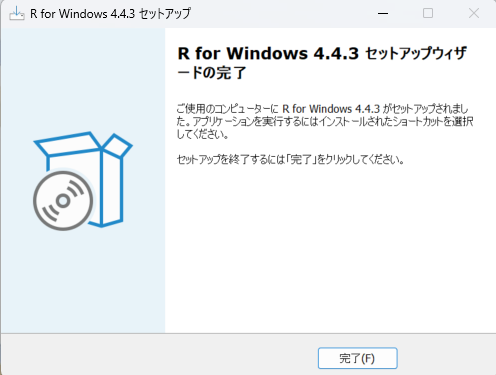 R for Windows 4.4.3 セットアップ
R for Windows 4.4.3 セットアップウィザ
ードの完了
ご使用のコンピューターに R for Windows 4.4.3 がセットアップされまし
た。アプリケーションを実行するにはインストールされたショートカットを選択
してください。
セットアップを終了するには「完了」をクリックしてください。
完了(F)